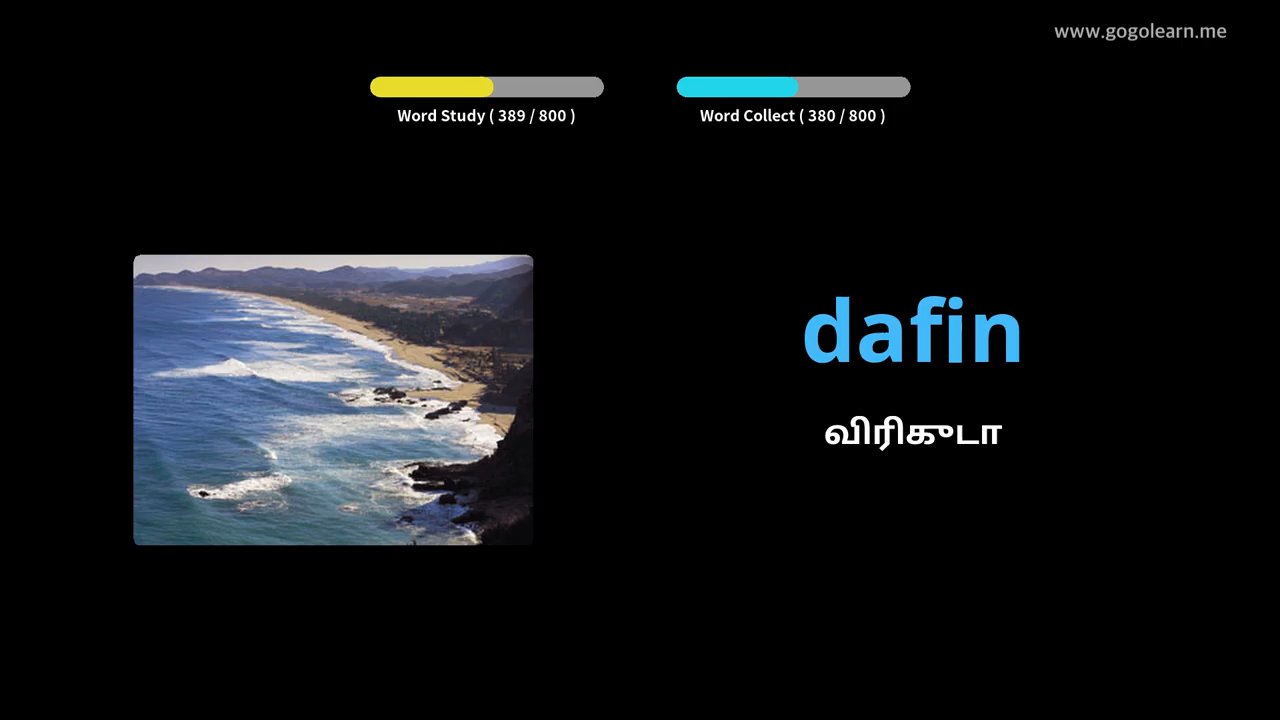 www.gogolearn.me
Word Study ( 389 / 800 )
Word Collect ( 380 / 800 )
dafin
விரிகுடா